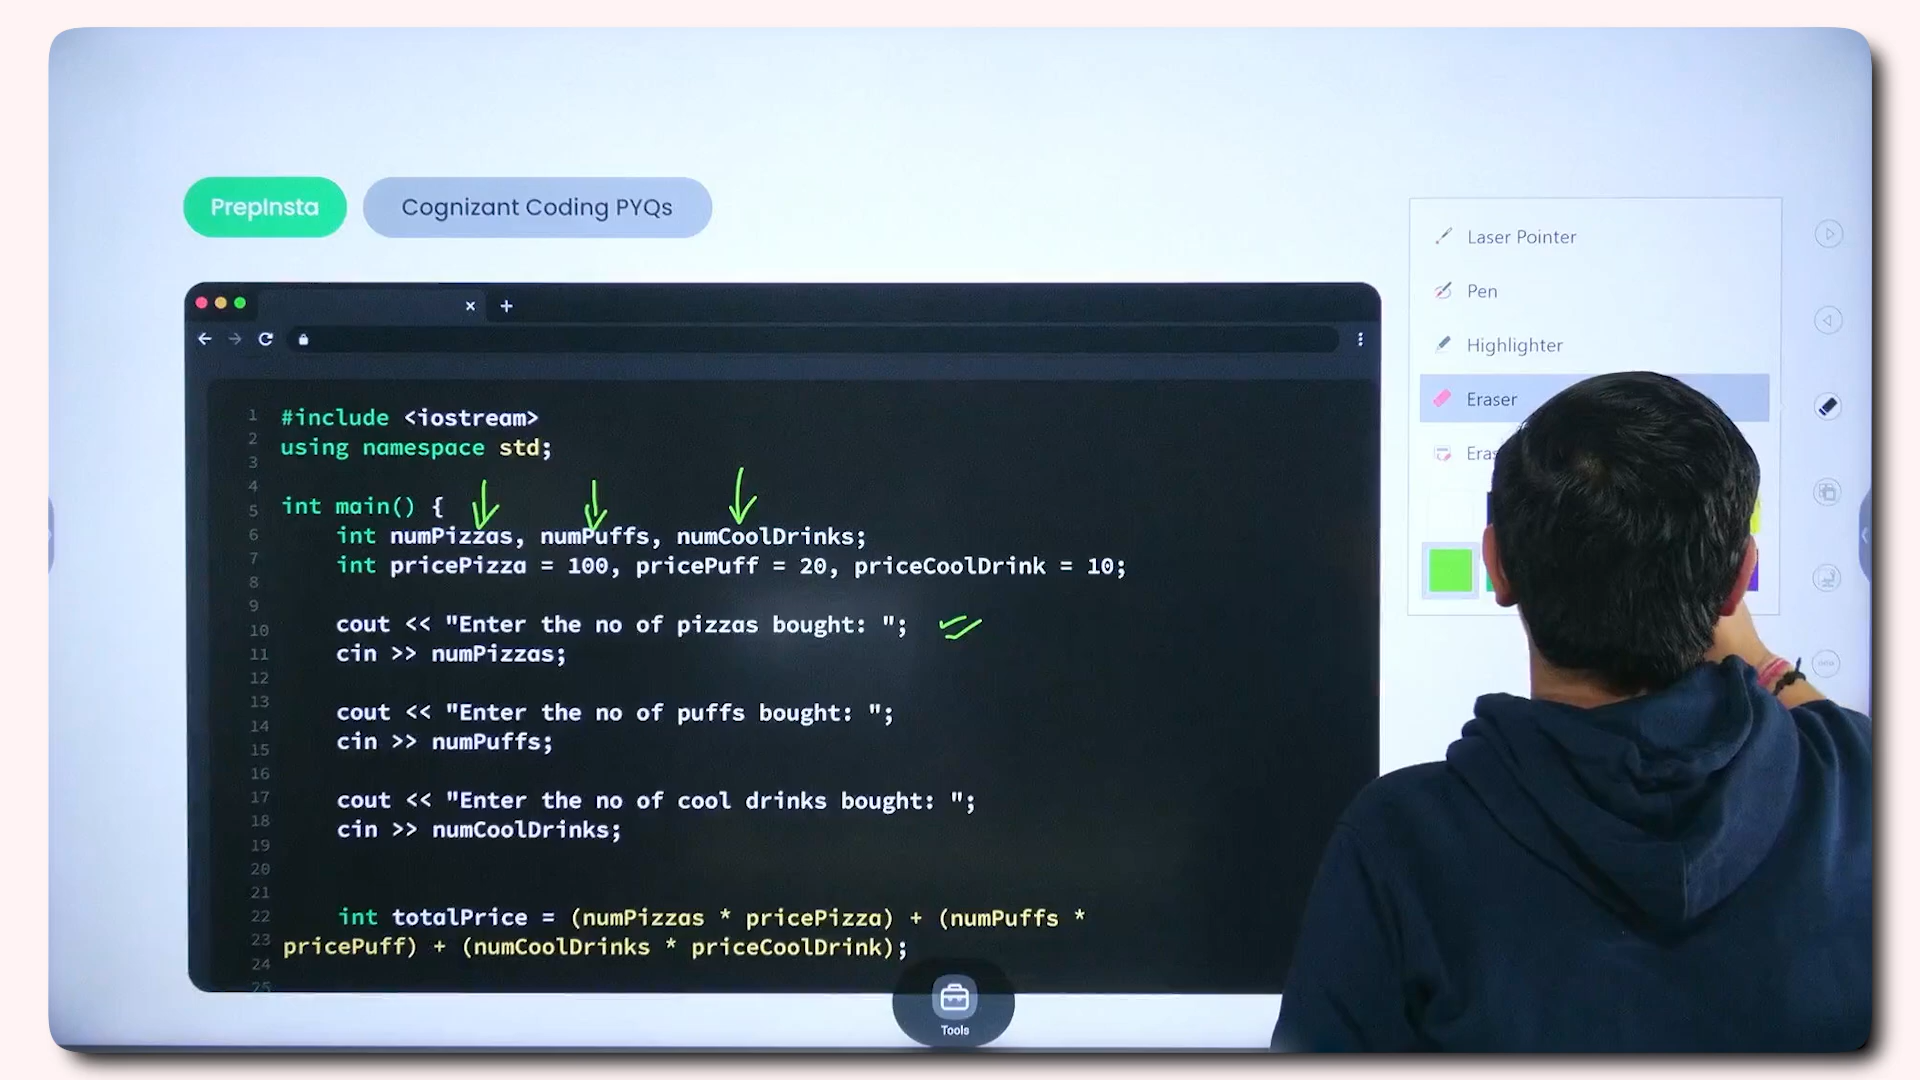 PrepInsta
Cognizant Coding PYQs
Laser Pointer
Pen
Highlighter
Eraser
1
2
3
4
5
6
7
8
9
10
11
12
13
14
15
16
17
18
19
20
21
22
23
24
25
#include <iostream>
using namespace std;
int main() {
int numPizzas, numPuffs, numCoolDrinks;
int pricePizza = 100, pricePuff = 20, priceCoolDrink = 10;
cout << "Enter the no of pizzas bought: ";
cin >> numPizzas;
cout << "Enter the no of puffs bought: ";
cin >> numPuffs;
cout << "Enter the no of cool drinks bought: ";
cin >> numCoolDrinks;
int totalPrice = (numPizzas * pricePizza) + (numPuffs *
pricePuff) + (numCoolDrinks * priceCoolDrink);
Tools